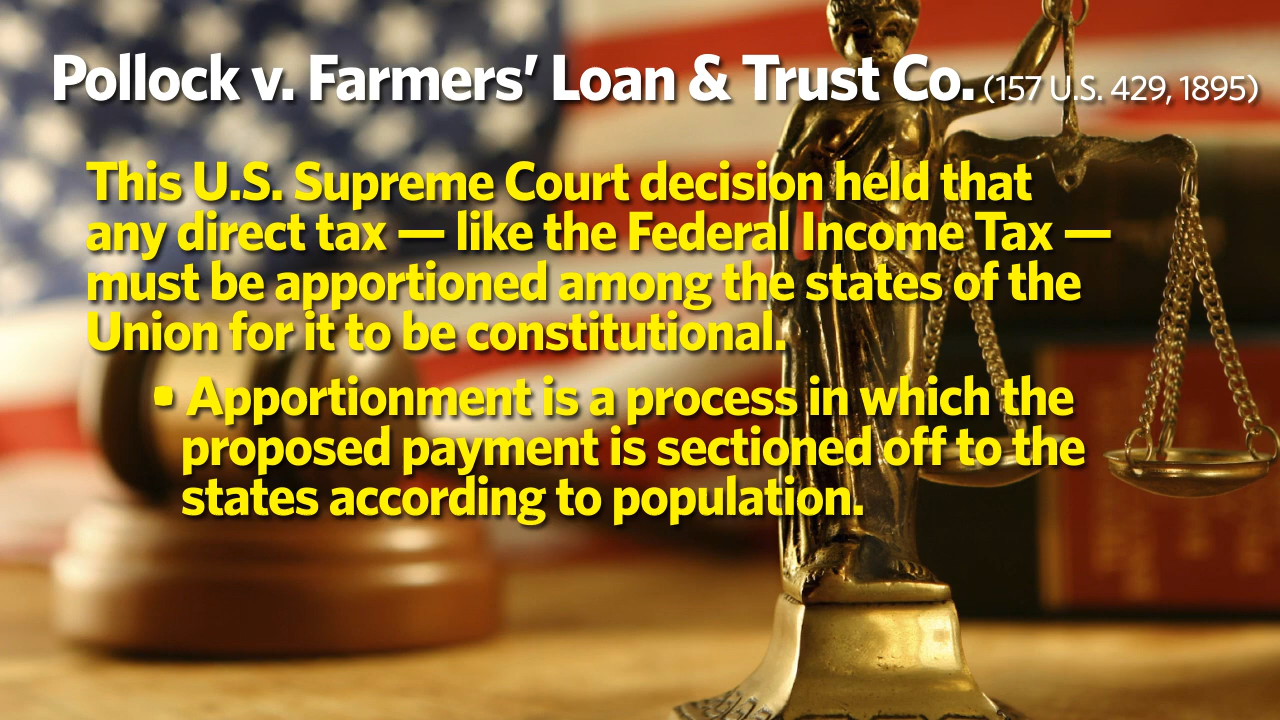 Pollock v. Farmers’ Loan & Trust Co. (157 U.S. 429, 1895)
This U.S. Supreme Court decision held that
any direct tax — like the Federal Income Tax —
must be apportioned among the states of the
Union for it to be constitutional.
• Apportionment is a process in which the
proposed payment is sectioned off to the
states according to population.